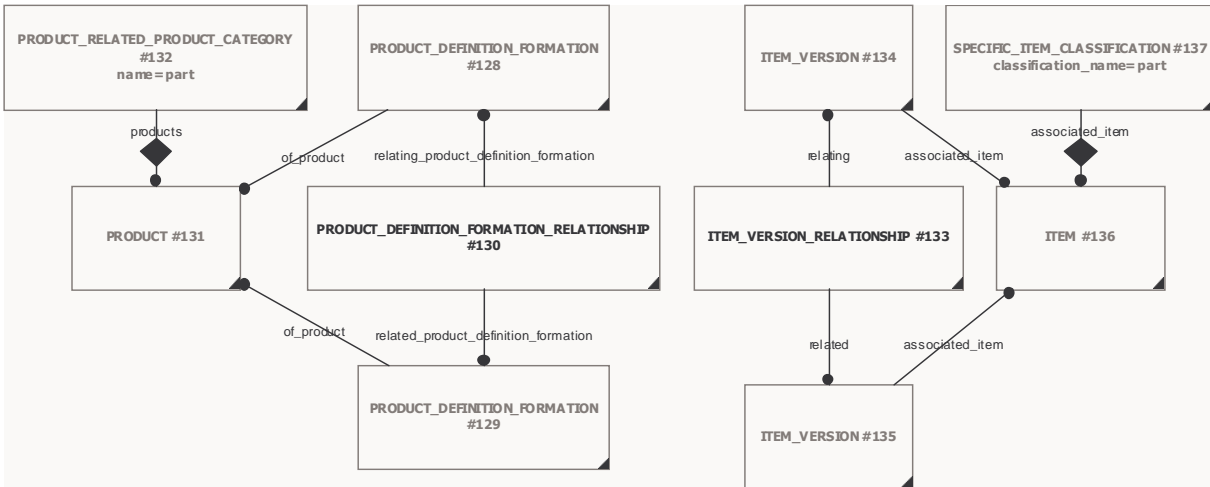 PRODUCT_RELATED_PRODUCT_CATEGORY
#132
name=part
PRODUCT_DEFINITION_FORMATION
#128
ITEM_VERSION #134
SPECIFIC_ITEM_CLASSIFICATION #137
classification_name=part
products
of_product
relating_product_definition_formation
relating
associated_item
associated_item
PRODUCT #131
PRODUCT_DEFINITION_FORMATION_RELATIONSHIP
#130
ITEM_VERSION_RELATIONSHIP #133
ITEM #136
of_product
related_product_definition_formation
related
associated_item
PRODUCT_DEFINITION_FORMATION
#129
ITEM_VERSION #135